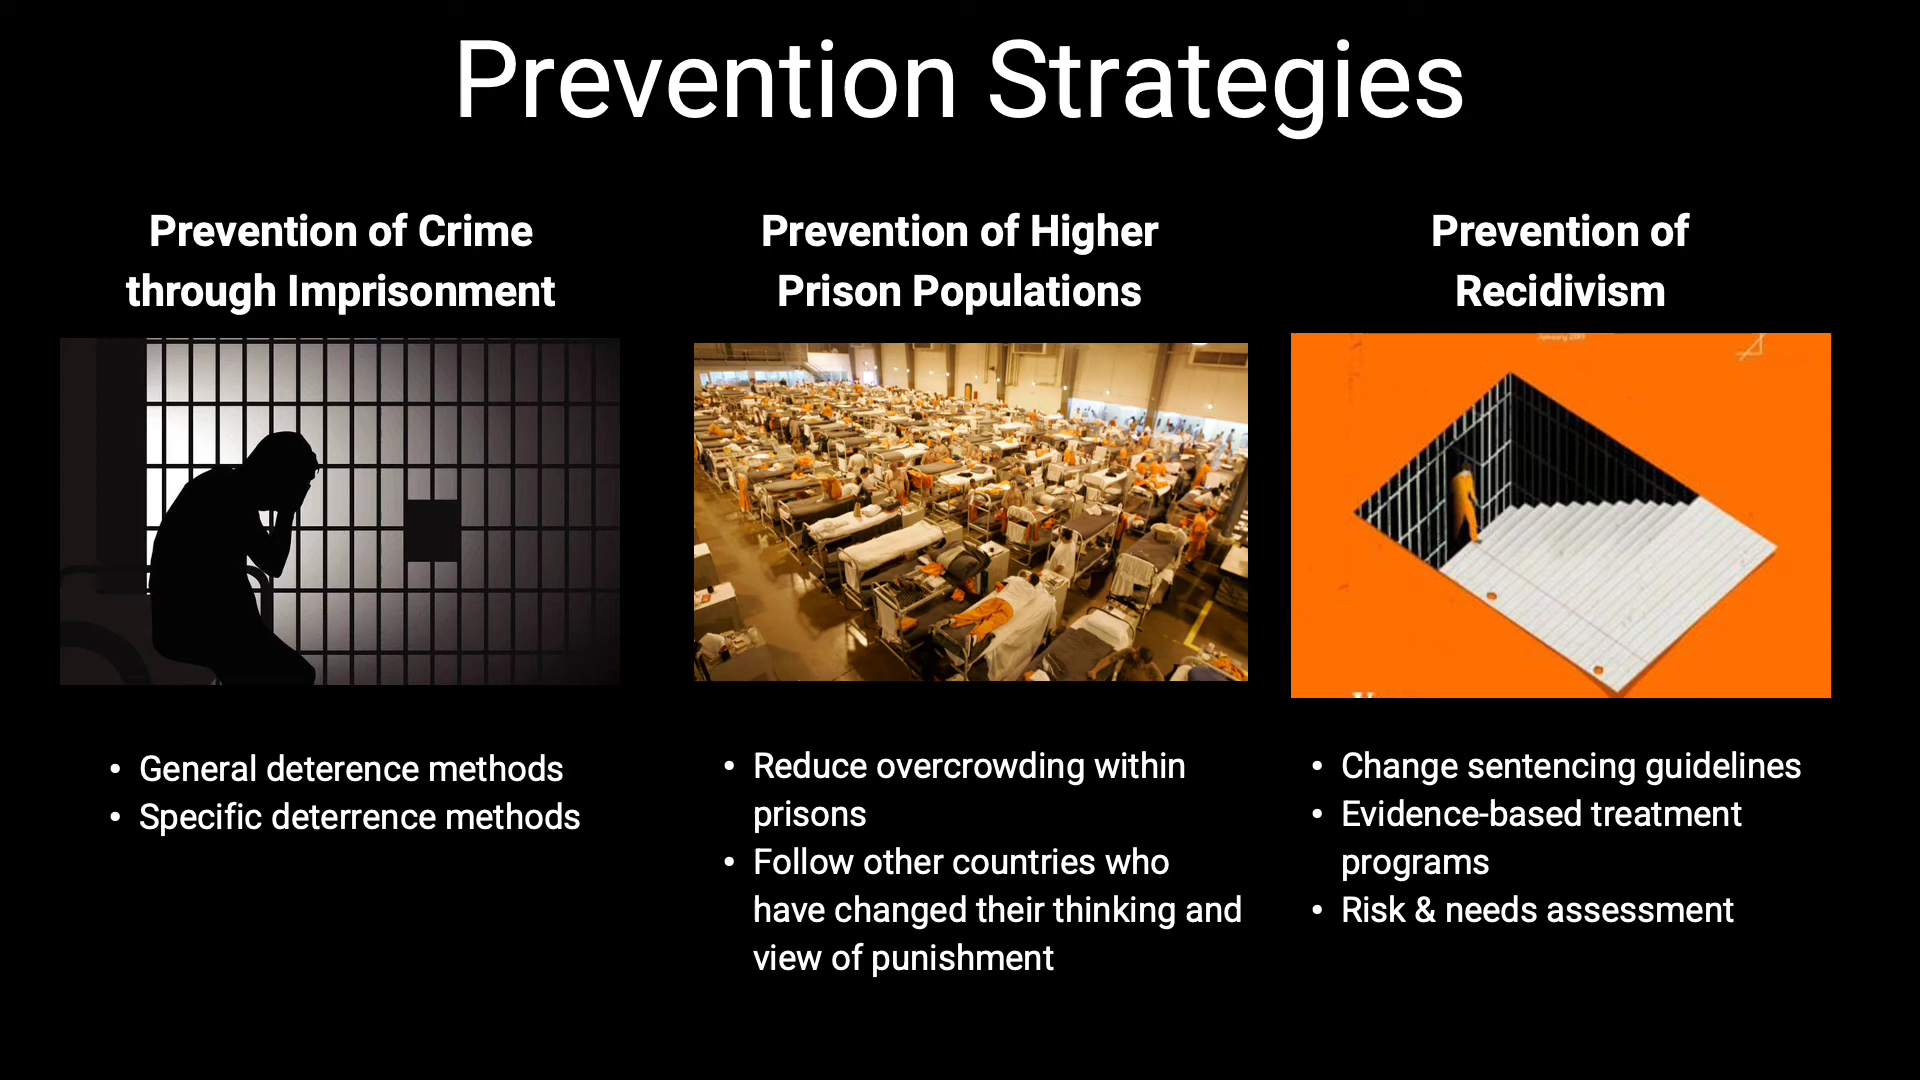 Prevention Strategies
Prevention of Crime
through Imprisonment
• General deterence methods
• Specific deterrence methods
Prevention of Higher
Prison Populations
• Reduce overcrowding within
prisons
• Follow other countries who
have changed their thinking and
view of punishment
Prevention of
Recidivism
• Change sentencing guidelines
• Evidence-based treatment
programs
• Risk & needs assessment